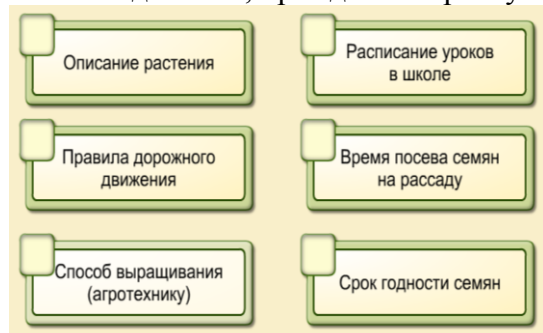 Описание растения
Расписание уроков
в школе
Правила дорожного
движения
Время посева семян
на рассаду
Способ выращивания
(агротехнику)
Срок годности семян